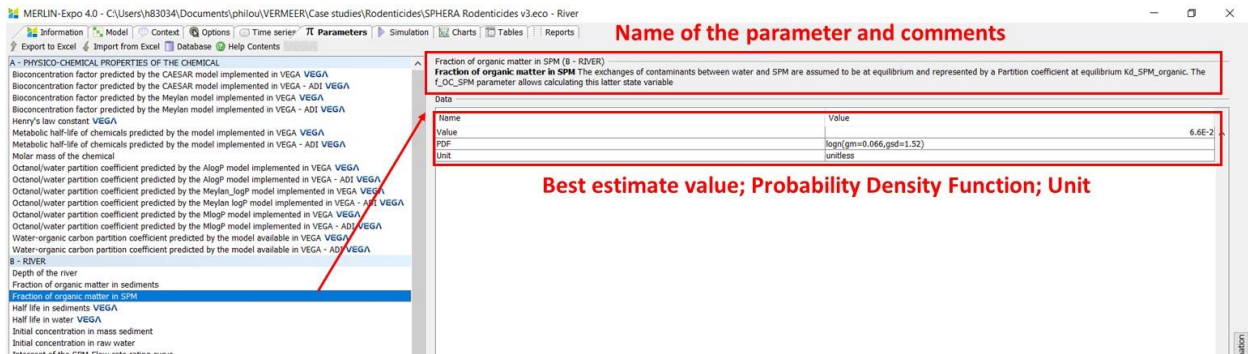 MERLIN-Expo 4.0 - C:\Users\h83034\Documents\philou\VERMEER\Case studies\Rodenticides\SPHERA Rodenticides v3.eco - River
Information Model Context Options Time series Parameters Simulation Charts Tables Reports
Name of the parameter and comments
Export to Excel Import from Excel Database Help Contents
A - PHYSICO-CHEMICAL PROPERTIES OF THE CHEMICAL
Bioconcentration factor predicted by the CAESAR model implemented in VEGA VEGA
Bioconcentration factor predicted by the CAESAR model implemented in VEGA - ADI VEGA
Bioconcentration factor predicted by the Meylan model implemented in VEGA VEGA
Bioconcentration factor predicted by the Meylan model implemented in VEGA - ADI VEGA
Henry's law constant VEGA
Metabolic half-life of chemicals predicted by the model implemented in VEGA VEGA
Metabolic half-life of chemicals predicted by the model implemented in VEGA - ADI VEGA
Molar mass of the chemical
Octanol/water partition coefficient predicted by the AlogP model implemented in VEGA VEGA
Octanol/water partition coefficient predicted by the AlogP model implemented in VEGA - ADI VEGA
Octanol/water partition coefficient predicted by the Meylan_logP model implemented in VEGA VEGA
Octanol/water partition coefficient predicted by the Meylan logP model implemented in VEGA - ADI VEGA
Octanol/water partition coefficient predicted by the MlogP model implemented in VEGA VEGA
Octanol/water partition coefficient predicted by the MlogP model implemented in VEGA - ADI VEGA
Water-organic carbon partition coefficient predicted by the model available in VEGA VEGA
Water-organic carbon partition coefficient predicted by the model available in VEGA - ADI VEGA
B - RIVER
Depth of the river
Fraction of organic matter in sediments
Fraction of organic matter in SPM
Half life in sediments VEGA
Half life in water VEGA
Initial concentration in mass sediment
Initial concentration in raw water
Intercept of the SPM-Flow rate rating curve
Fraction of organic matter in SPM (B - RIVER)
Fraction of organic matter in SPM The exchanges of contaminants between water and SPM are assumed to be at equilibrium and represented by a Partition coefficient at equilibrium Kd_SPM_organic. The
f_OC_SPM parameter allows calculating this latter state variable
Data
Name Value
Value 6.6E-2
PDF logn(gm=0.066,gsd=1.52)
Unit unitless
Best estimate value; Probability Density Function; Unit